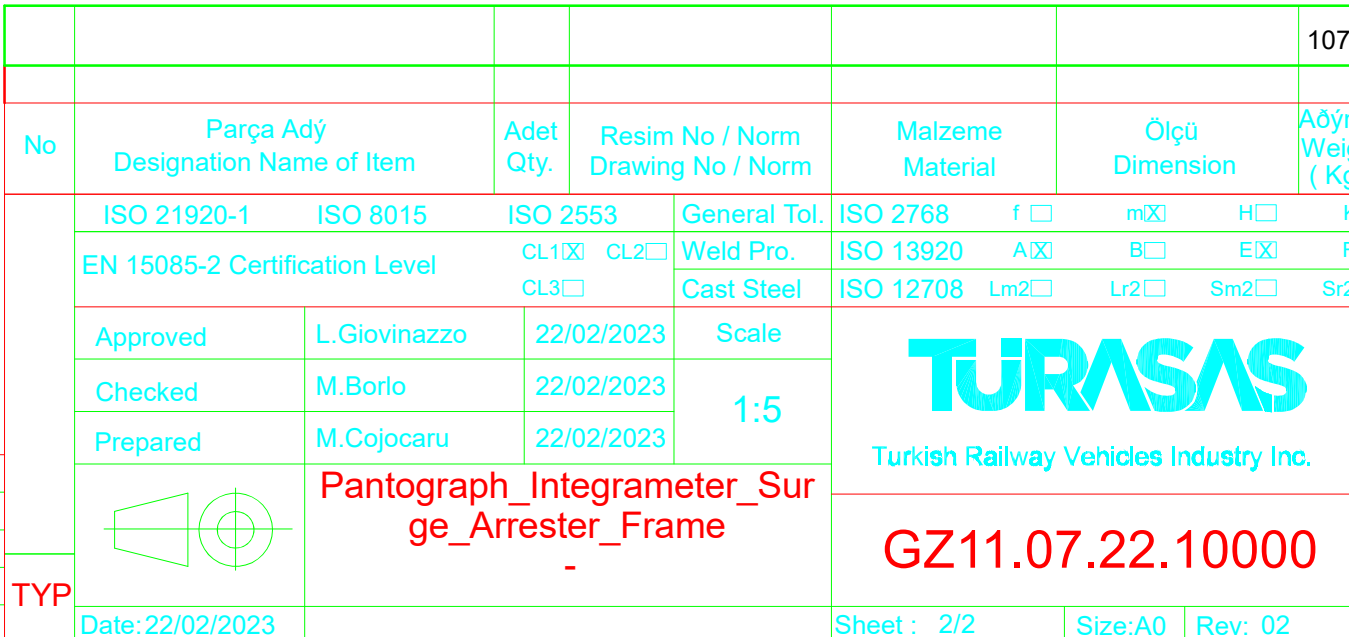 107
No
Parça Adý
Designation Name of Item
Adet
Qty.
Resim No / Norm
Drawing No / Norm
Malzeme
Material
Ölçü
Dimension
ISO 21920-1 ISO 8015 ISO 2553
General Tol. ISO 2768 f m X H
EN 15085-2 Certification Level
CL1 X CL2
CL3
Weld Pro. ISO 13920 A X B E X
Cast Steel ISO 12708 Lm2 Lr2 Sm2
Approved L.Giovinazzo 22/02/2023
Checked M.Borlo 22/02/2023
Prepared M.Cojocaru 22/02/2023
Scale
1:5
TÜRASAS
Turkish Railway Vehicles Industry Inc.
Pantograph_Integrameter_Sur
ge_Arrester_Frame
-
GZ11.07.22.10000
TYP
Date:22/02/2023
Sheet : 2/2 Size:A0 Rev: 02